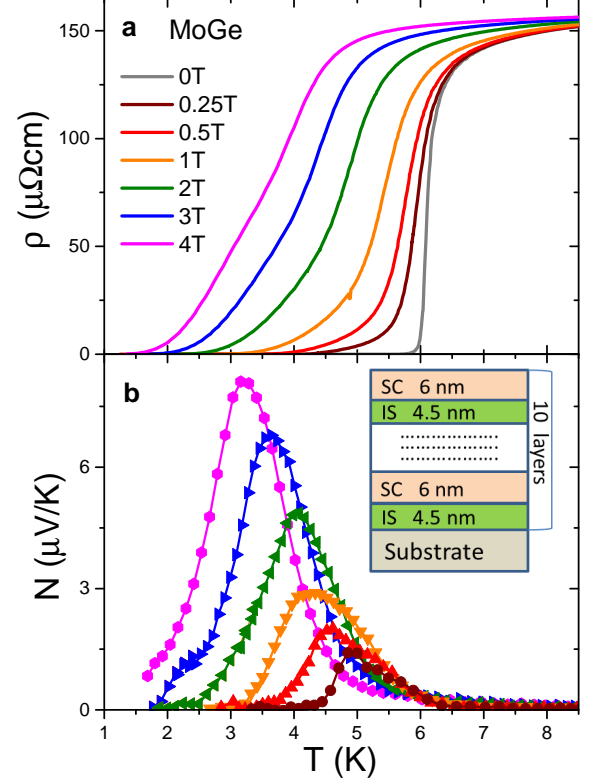 a MoGe
0T
0.25T
0.5T
1T
2T
3T
4T
ρ (μΩcm)
150
100
50
0
b
SC 6 nm
IS 4.5 nm
SC 6 nm
IS 4.5 nm
Substrate
10 layers
N (μV/K)
6
3
0
1 2 3 4 5 6 7 8
T (K)